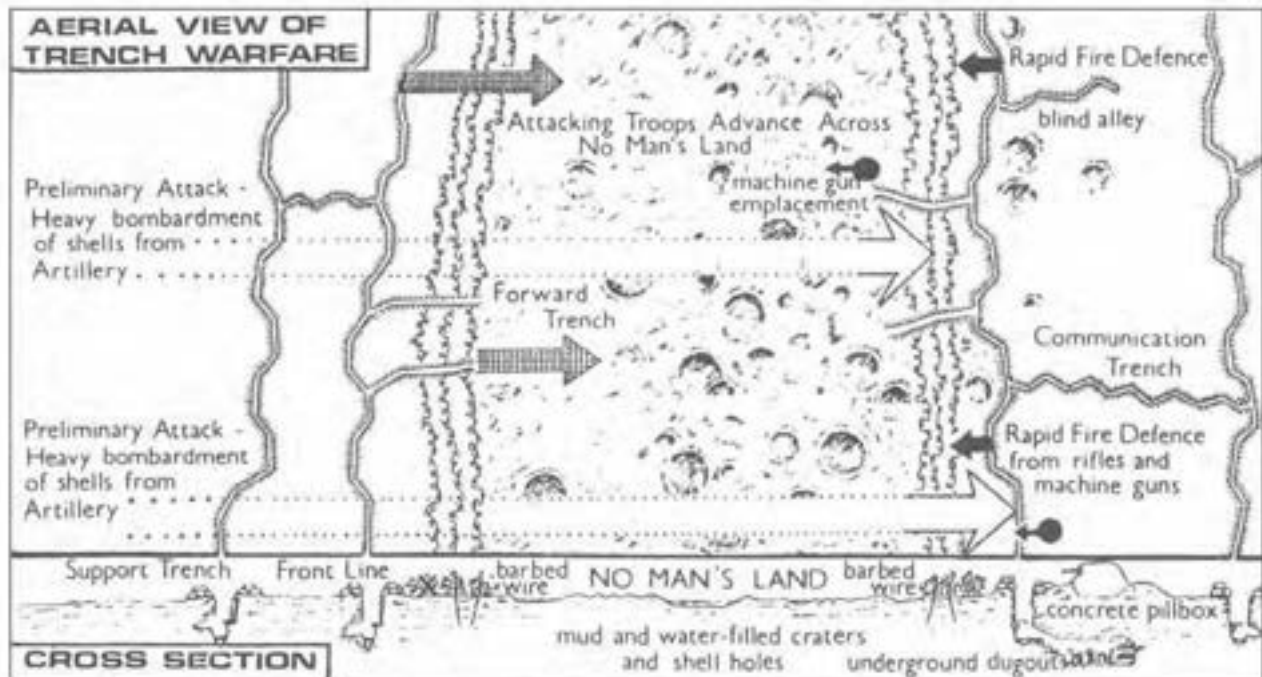 AERIAL VIEW OF
TRENCH WARFARE
Rapid Fire Defence
blind alley
Attacking Troops Advance Across
No Man's Land
machine gun
emplacement
Preliminary Attack -
Heavy bombardment
of shells from
Artillery
Forward
Trench
Communication
Trench
Preliminary Attack -
Heavy bombardment
of shells from
Artillery
Rapid Fire Defence
from rifles and
machine guns
Support Trench
Front Line
barbed
wire
NO MAN'S LAND
barbed
wire
concrete pillbox
mud and water-filled craters
and shell holes
underground dugouts
CROSS SECTION